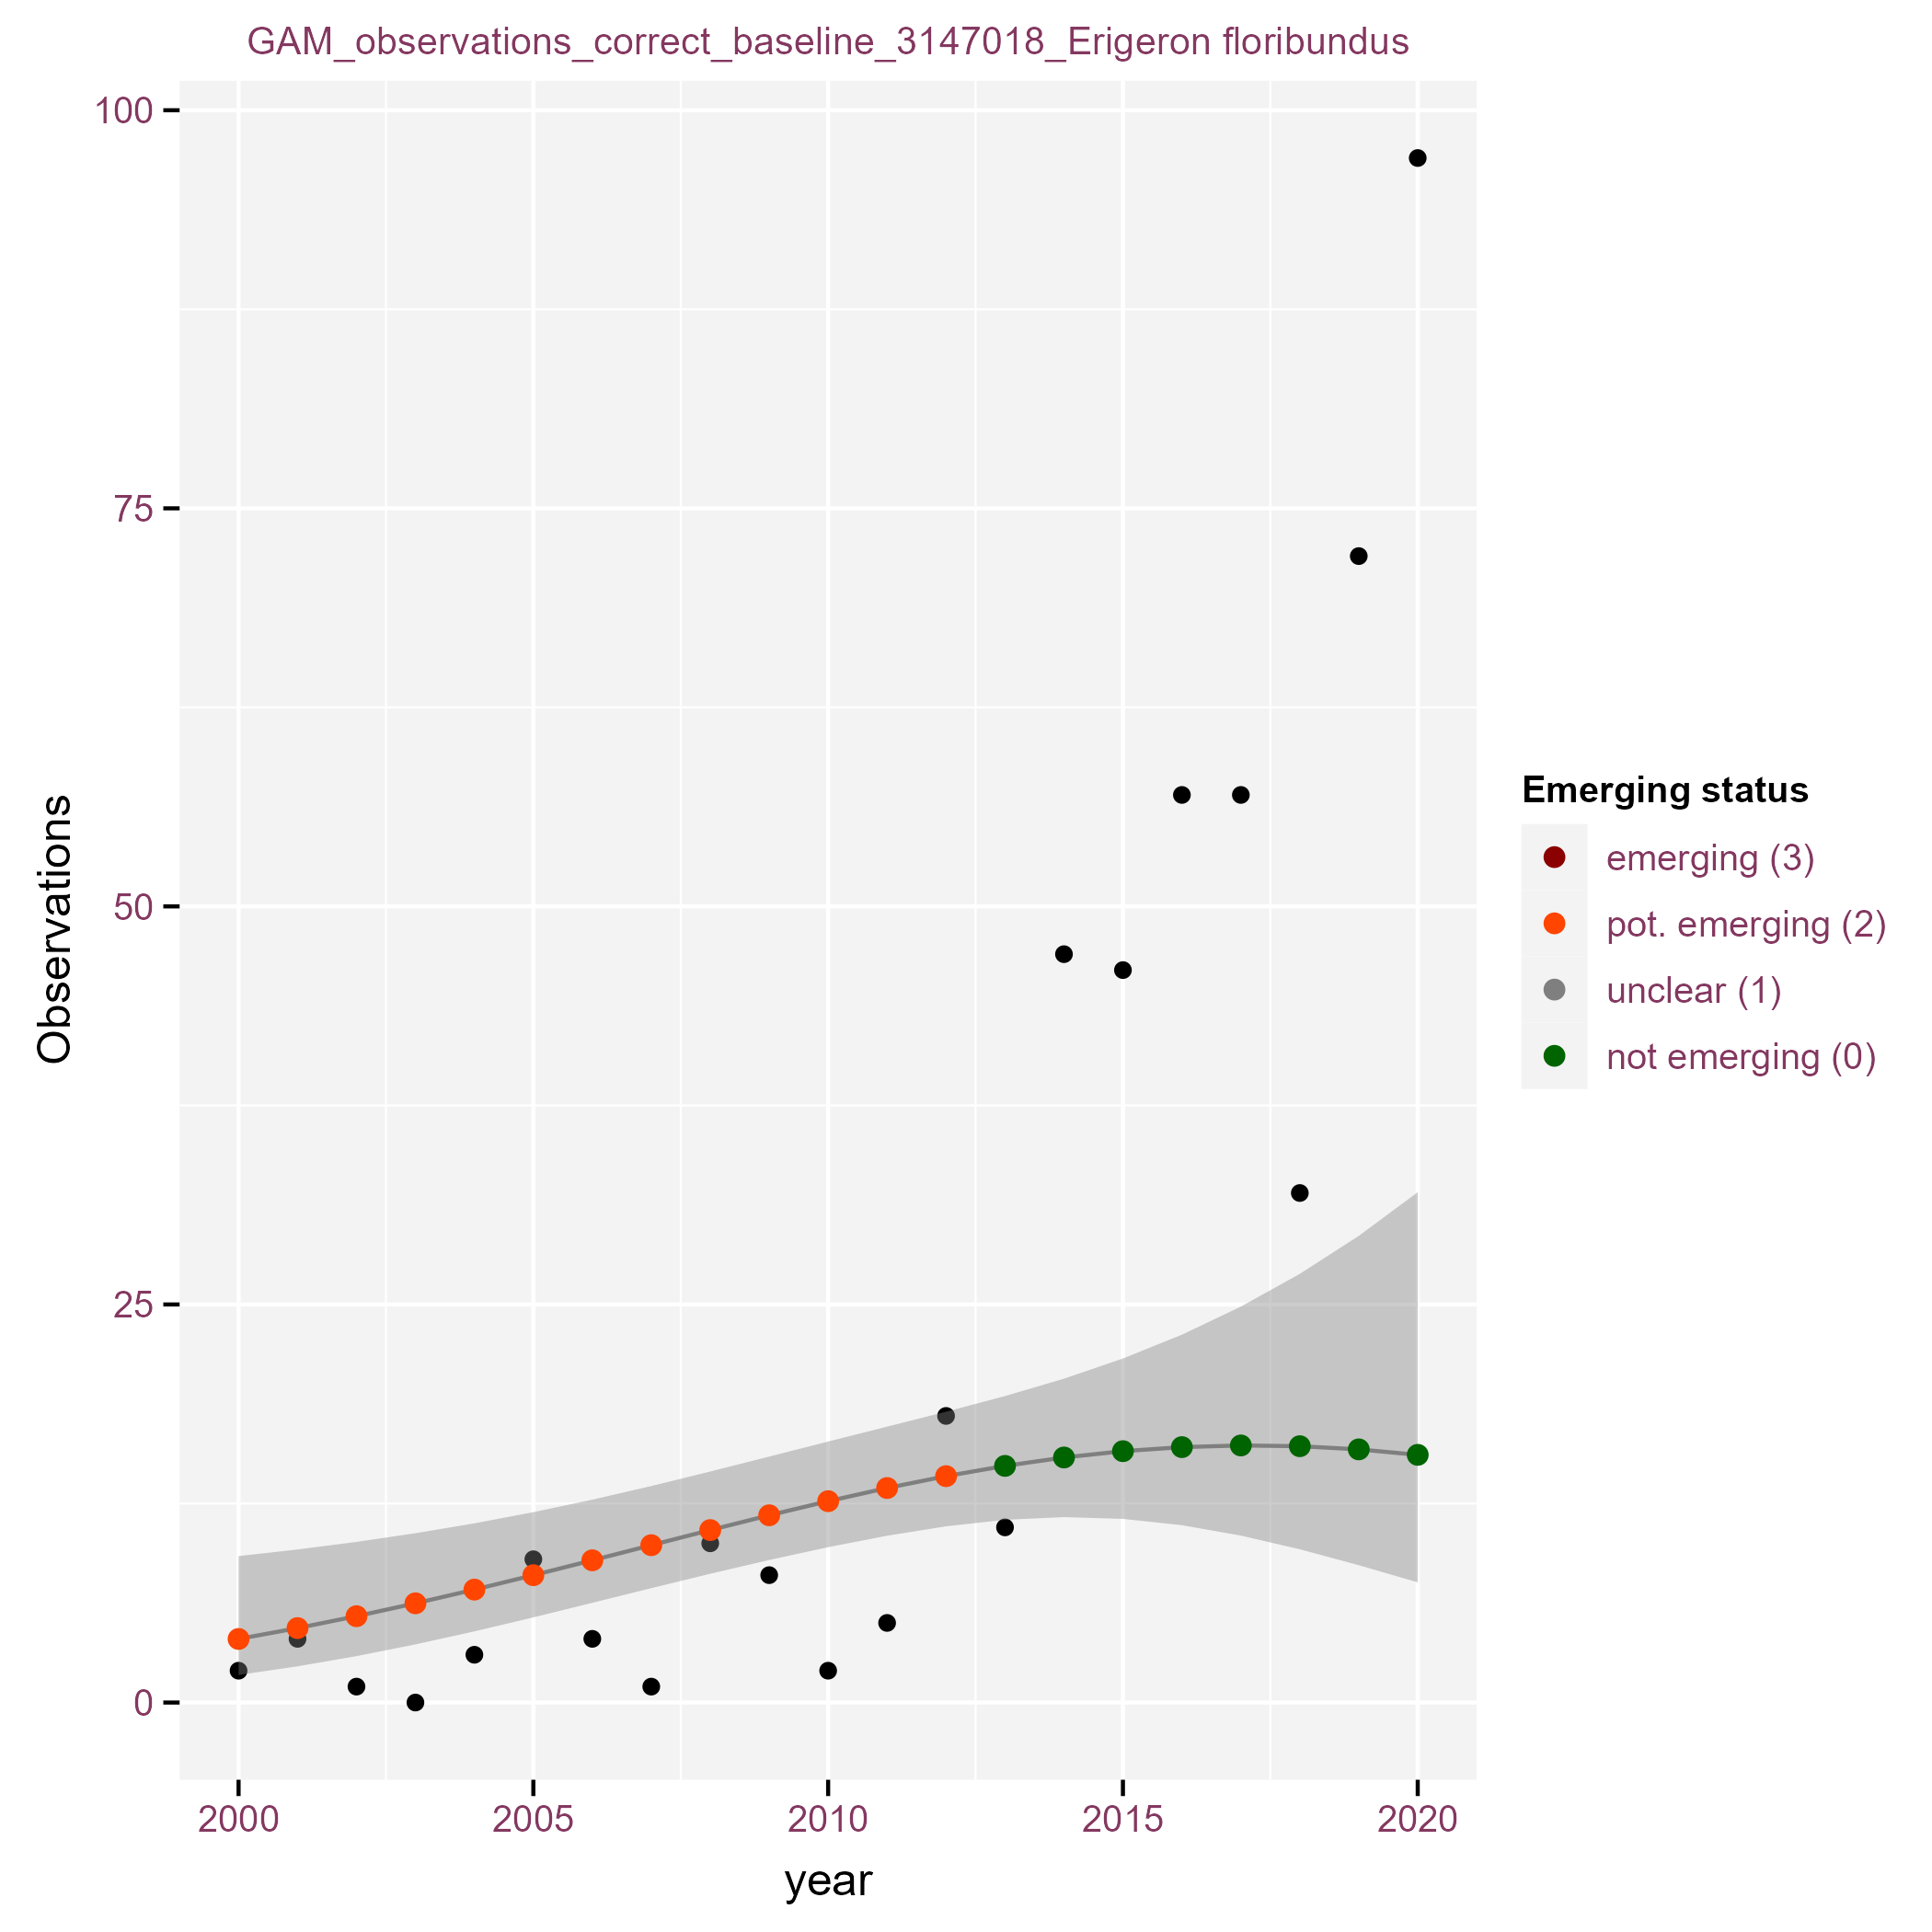 GAM_observations_correct_baseline_3147018_Erigeron floribundus
100
75
50
25
0
Observations
2000
2005
2010
2015
2020
year
Emerging status
emerging (3)
pot. emerging (2)
unclear (1)
not emerging (0)